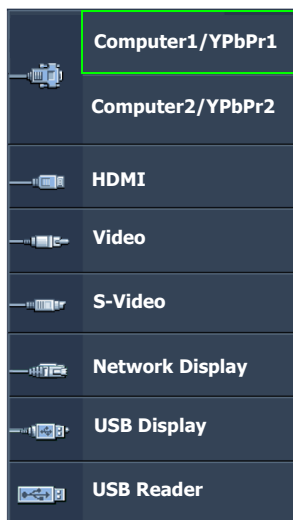 Computer1/YPbPr1
Computer2/YPbPr2
HDMI
Video
S-Video
Network Display
USB Display
USB Reader